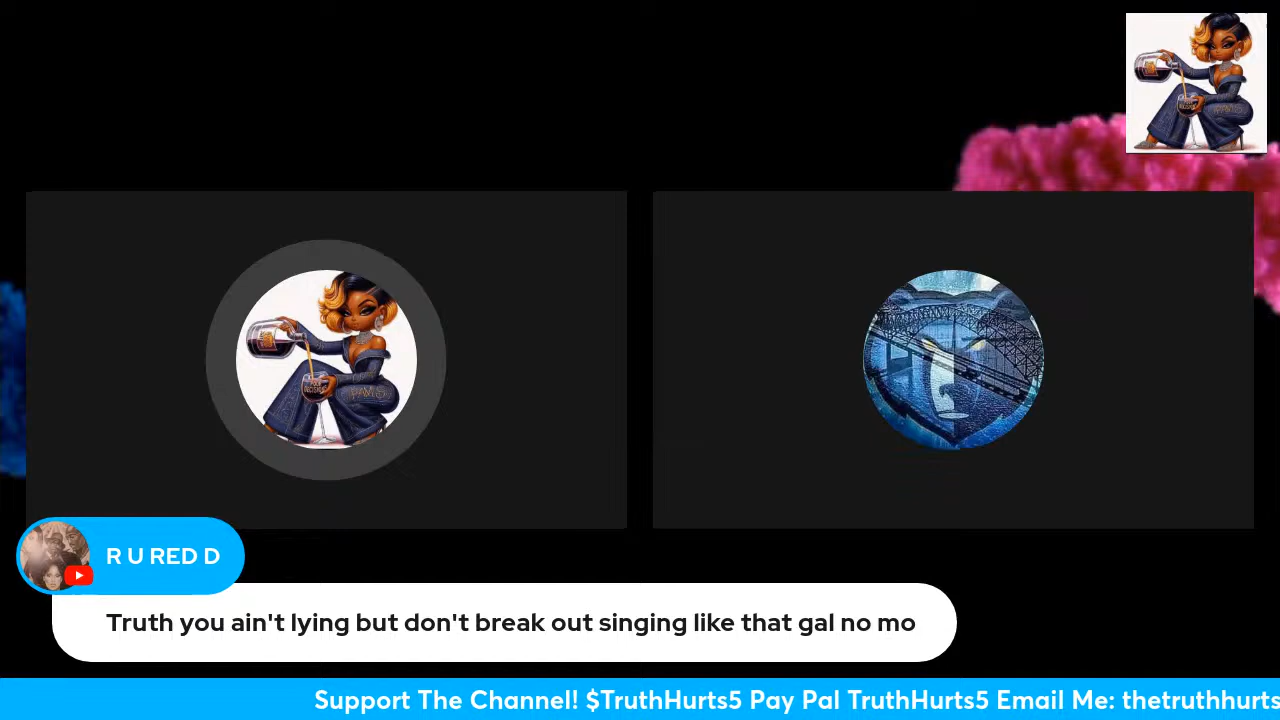 R U RED D
Truth you ain't lying but don't break out singing like that gal no mo
Support The Channel! $TruthHurts5 Pay Pal TruthHurts5 Email Me: thetruthhurts